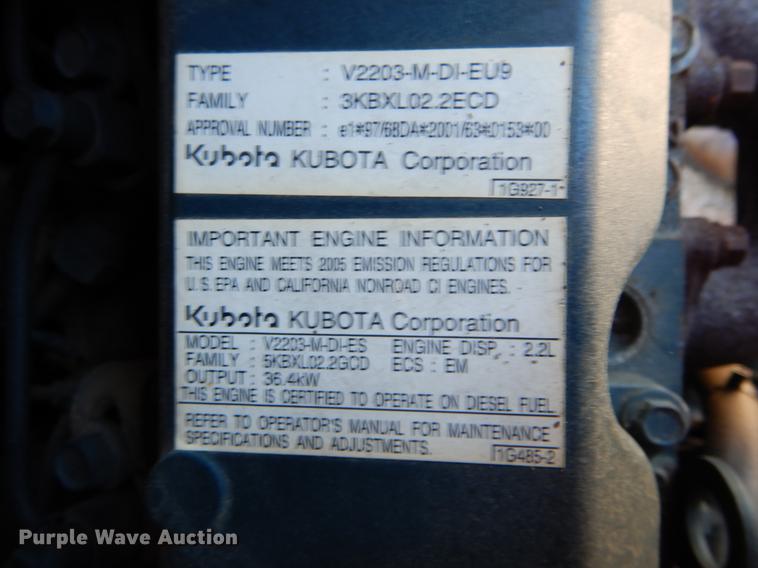 TYPE : V2203-M-DI-EU9
FAMILY : 3KBXL02.2ECD
APPROVAL NUMBER : e1*97/68DA*2001/63*0153*00
Kubota KUBOTA Corporation
1G927-1
IMPORTANT ENGINE INFORMATION
THIS ENGINE MEETS 2005 EMISSION REGULATIONS FOR
U.S. EPA AND CALIFORNIA NONROAD CI ENGINES.
Kubota KUBOTA Corporation
MODEL : V2203-M-DI-ES ENGINE DISP. : 2.2L
FAMILY : 5KBXL02.2GCD ECS : EM
OUTPUT : 36.4kW
THIS ENGINE IS CERTIFIED TO OPERATE ON DIESEL FUEL
REFER TO OPERATOR'S MANUAL FOR MAINTENANCE
SPECIFICATIONS AND ADJUSTMENTS.
1G485-2
Purple Wave Auction